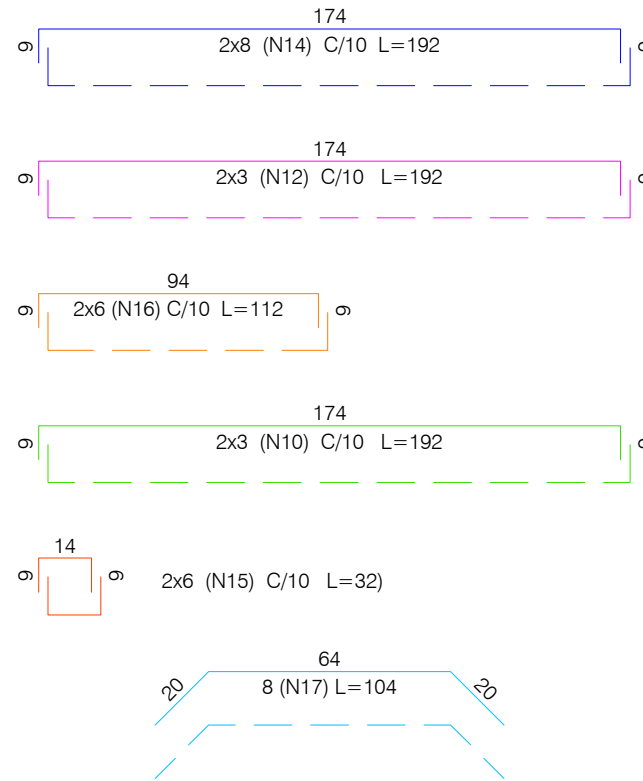 174
9 9
2x8 (N14) C/10 L=192
174
9 9
2x3 (N12) C/10 L=192
94
9 9
2x6 (N16) C/10 L=112
174
9 9
2x3 (N10) C/10 L=192
14
9 9
2x6 (N15) C/10 L=32)
64
20 20
8 (N17) L=104